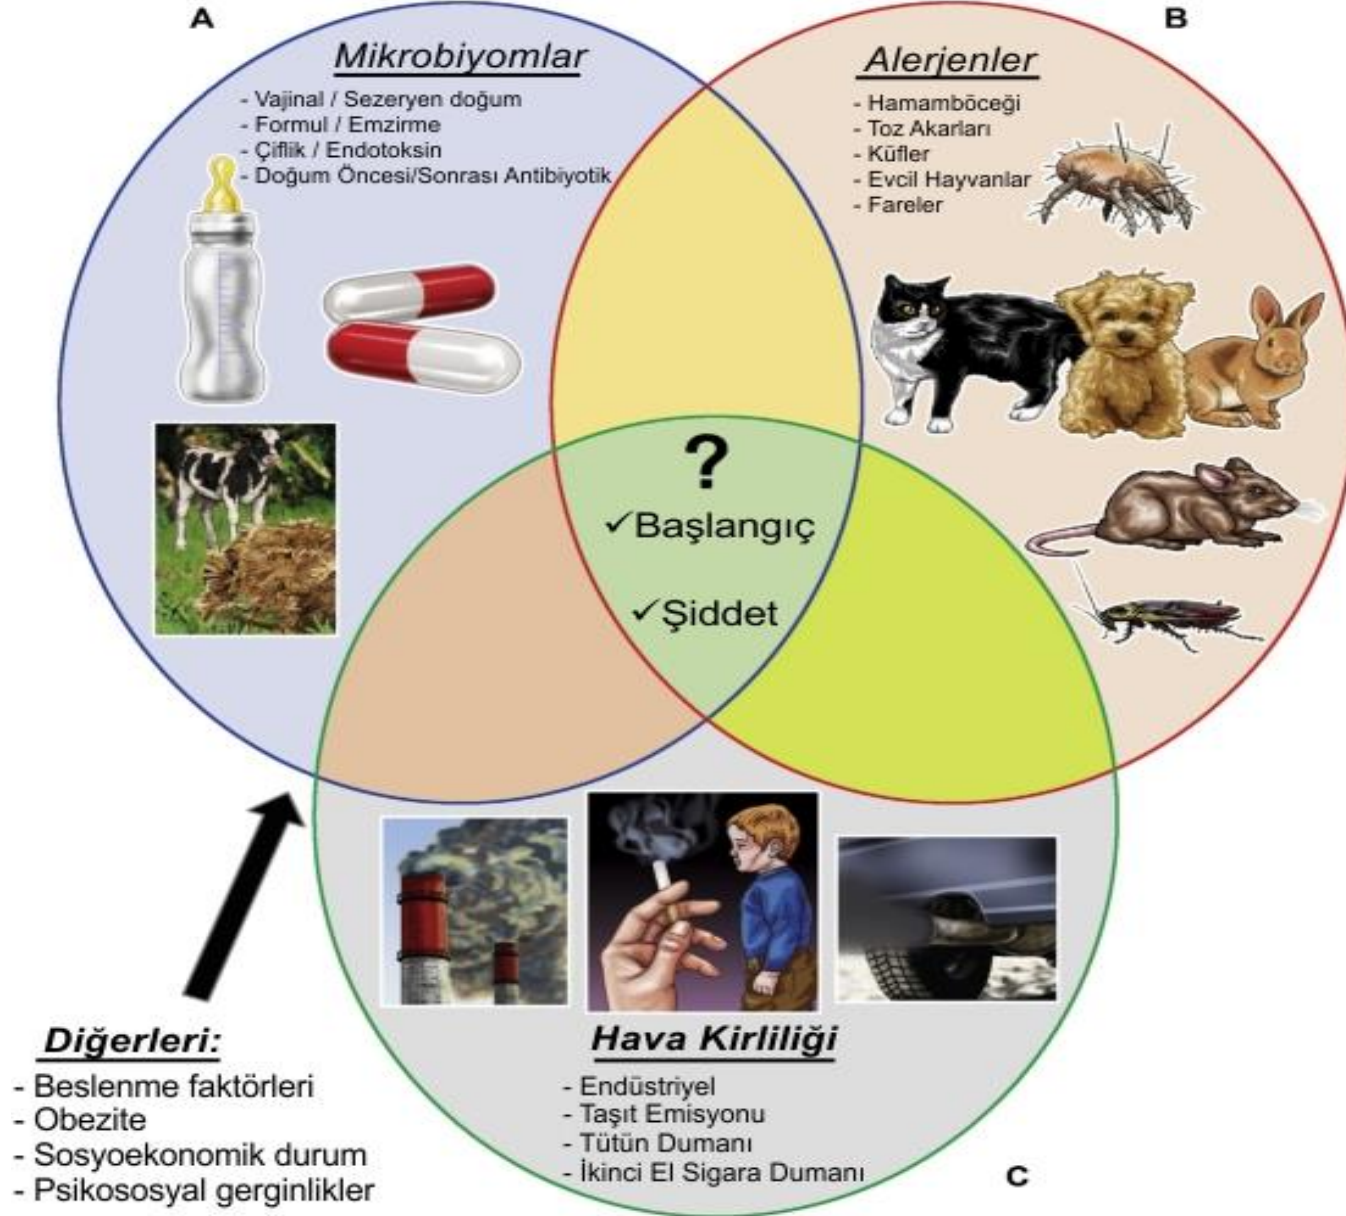 A
Mikrobiyomlar
- Vajinal / Sezeryen doğum
- Formul / Emzirme
- Çiflik / Endotoksin
- Doğum Öncesi/Sonrası Antibiyotik
B
Alerjenler
- Hamamböceği
- Toz Akarları
- Küfler
- Evcil Hayvanlar
- Fareler
?
✓Başlangıç
✓Şiddet
Diğerleri:
- Beslenme faktörleri
- Obezite
- Sosyoekonomik durum
- Psikososyal gerginlikler
Hava Kirliliği
- Endüstriyel
- Taşıt Emisyonu
- Tütün Dumanı
- İkinci El Sigara Dumanı
C